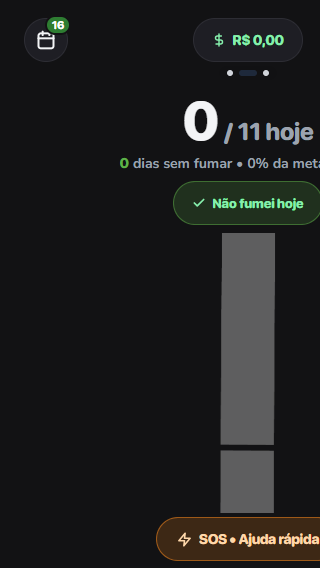 16
$ R$ 0,00
0 / 11 hoje
0 dias sem fumar • 0% da meta
Não fumei hoje
SOS • Ajuda rápida